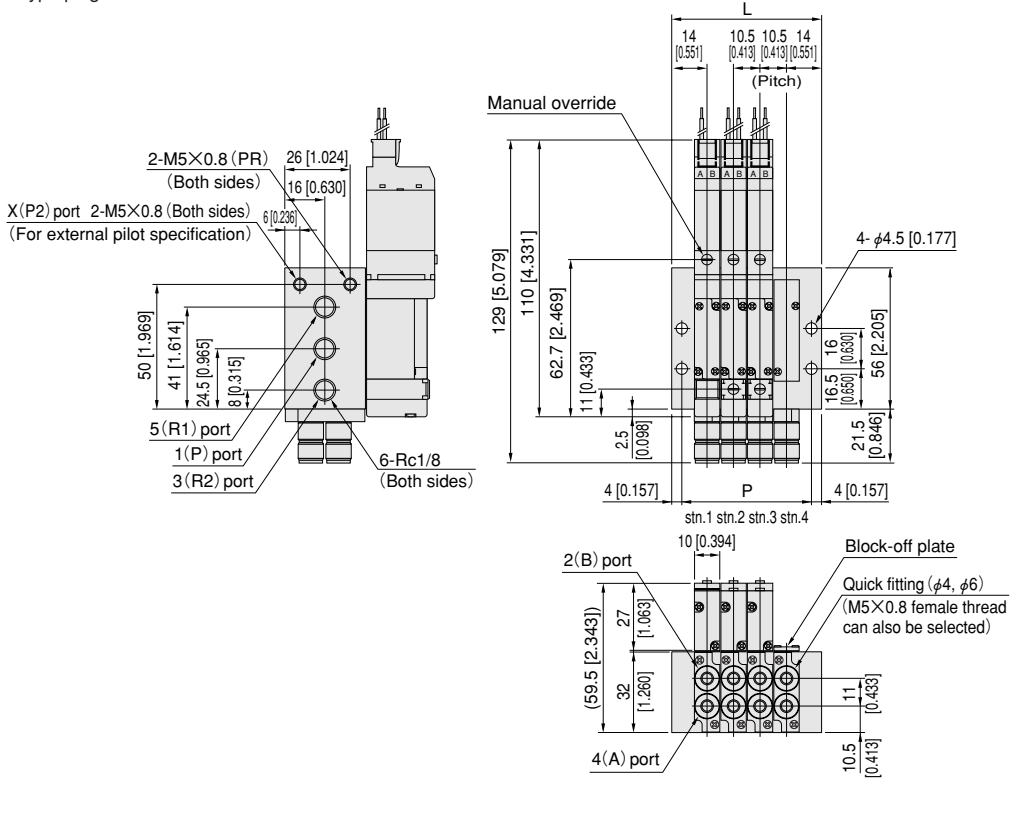 L
14 10.5 10.5 14
[0.551] [0.413] [0.413] [0.551]
(Pitch)
Manual override
2-M5×0.8(PR)
(Both sides)
26 [1.024]
16 [0.630]
X(P2) port 2-M5×0.8(Both sides)
(For external pilot specification)
6 [0.236]
A B A B A B
4-φ4.5 [0.177]
50 [1.969]
41 [1.614]
24.5 [0.965]
8 [0.315]
129 [5.079]
110 [4.331]
62.7 [2.469]
11 [0.433]
2.5
[0.098]
16
[0.630]
16.5
[0.650]
56 [2.205]
21.5
[0.846]
5(R1) port
1(P) port
3(R2) port
6-Rc1/8
(Both sides)
4 [0.157] P 4 [0.157]
stn.1 stn.2 stn.3 stn.4
10 [0.394]
2(B) port
Block-off plate
Quick fitting (φ4, φ6)
(M5×0.8 female thread
can also be selected)
(59.5 [2.343])
27
[1.063]
32
[1.260]
11
[0.433]
10.5
[0.413]
4(A) port